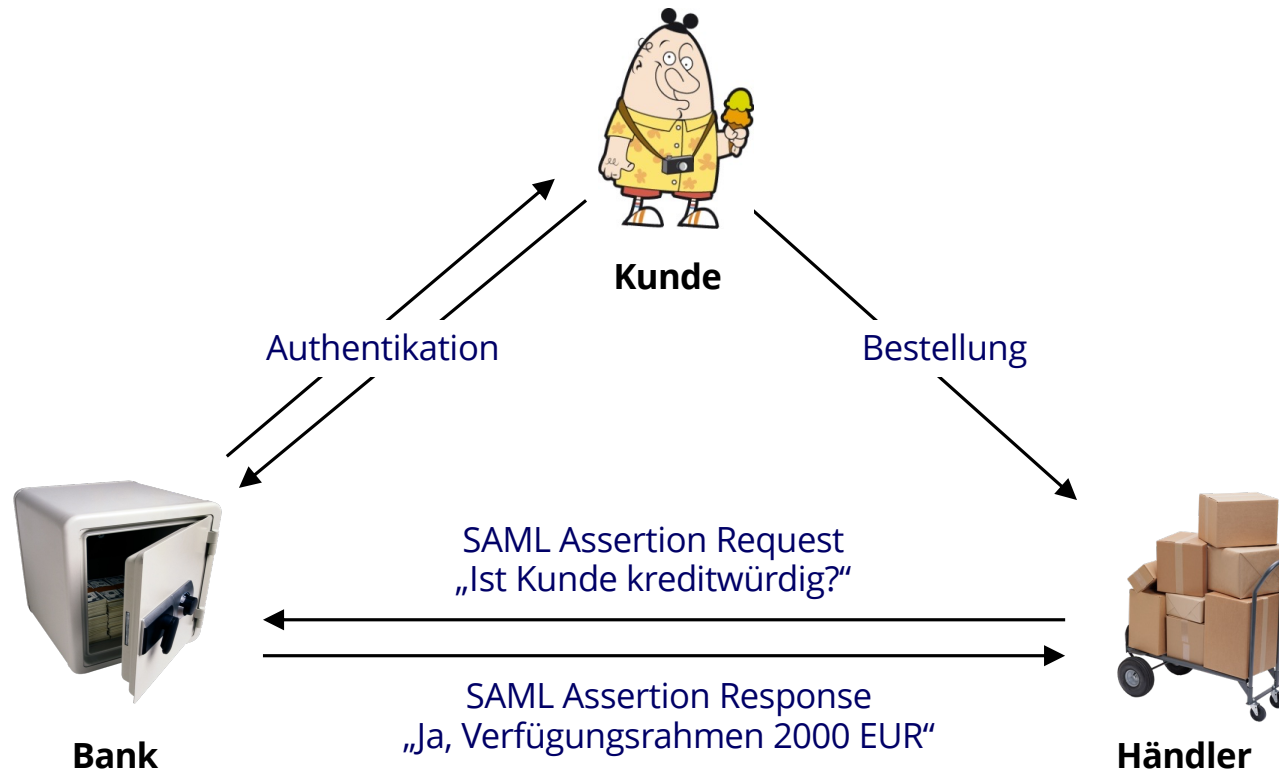 Kunde
Authentikation
Bestellung
SAML Assertion Request
„Ist Kunde kreditwürdig?“
SAML Assertion Response
„Ja, Verfügungsrahmen 2000 EUR“
Bank
Händler